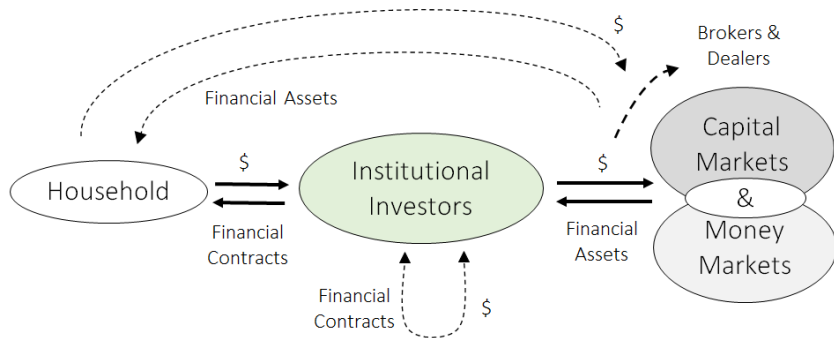 $
Brokers &
Dealers
Financial Assets
Capital
Markets
&
Money
Markets
Household
$
Financial
Contracts
Institutional
Investors
$
Financial
Assets
Financial
Contracts
$